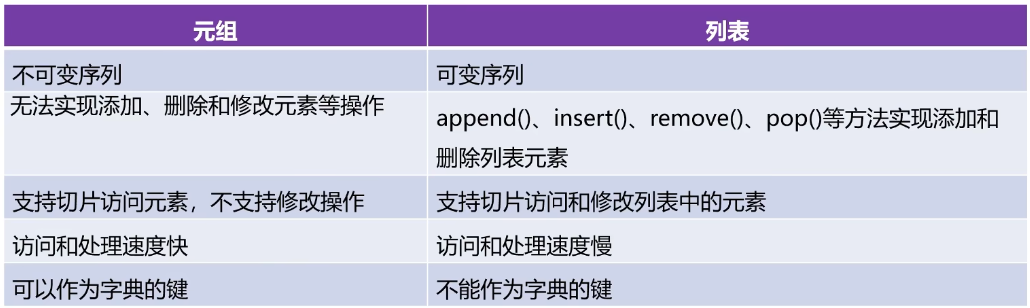 元组
列表
不可变序列
可变序列
无法实现添加、删除和修改元素等操作
append()、insert()、remove()、pop()等方法实现添加和
删除列表元素
支持切片访问元素，不支持修改操作
支持切片访问和修改列表中的元素
访问和处理速度快
访问和处理速度慢
可以作为字典的键
不能作为字典的键